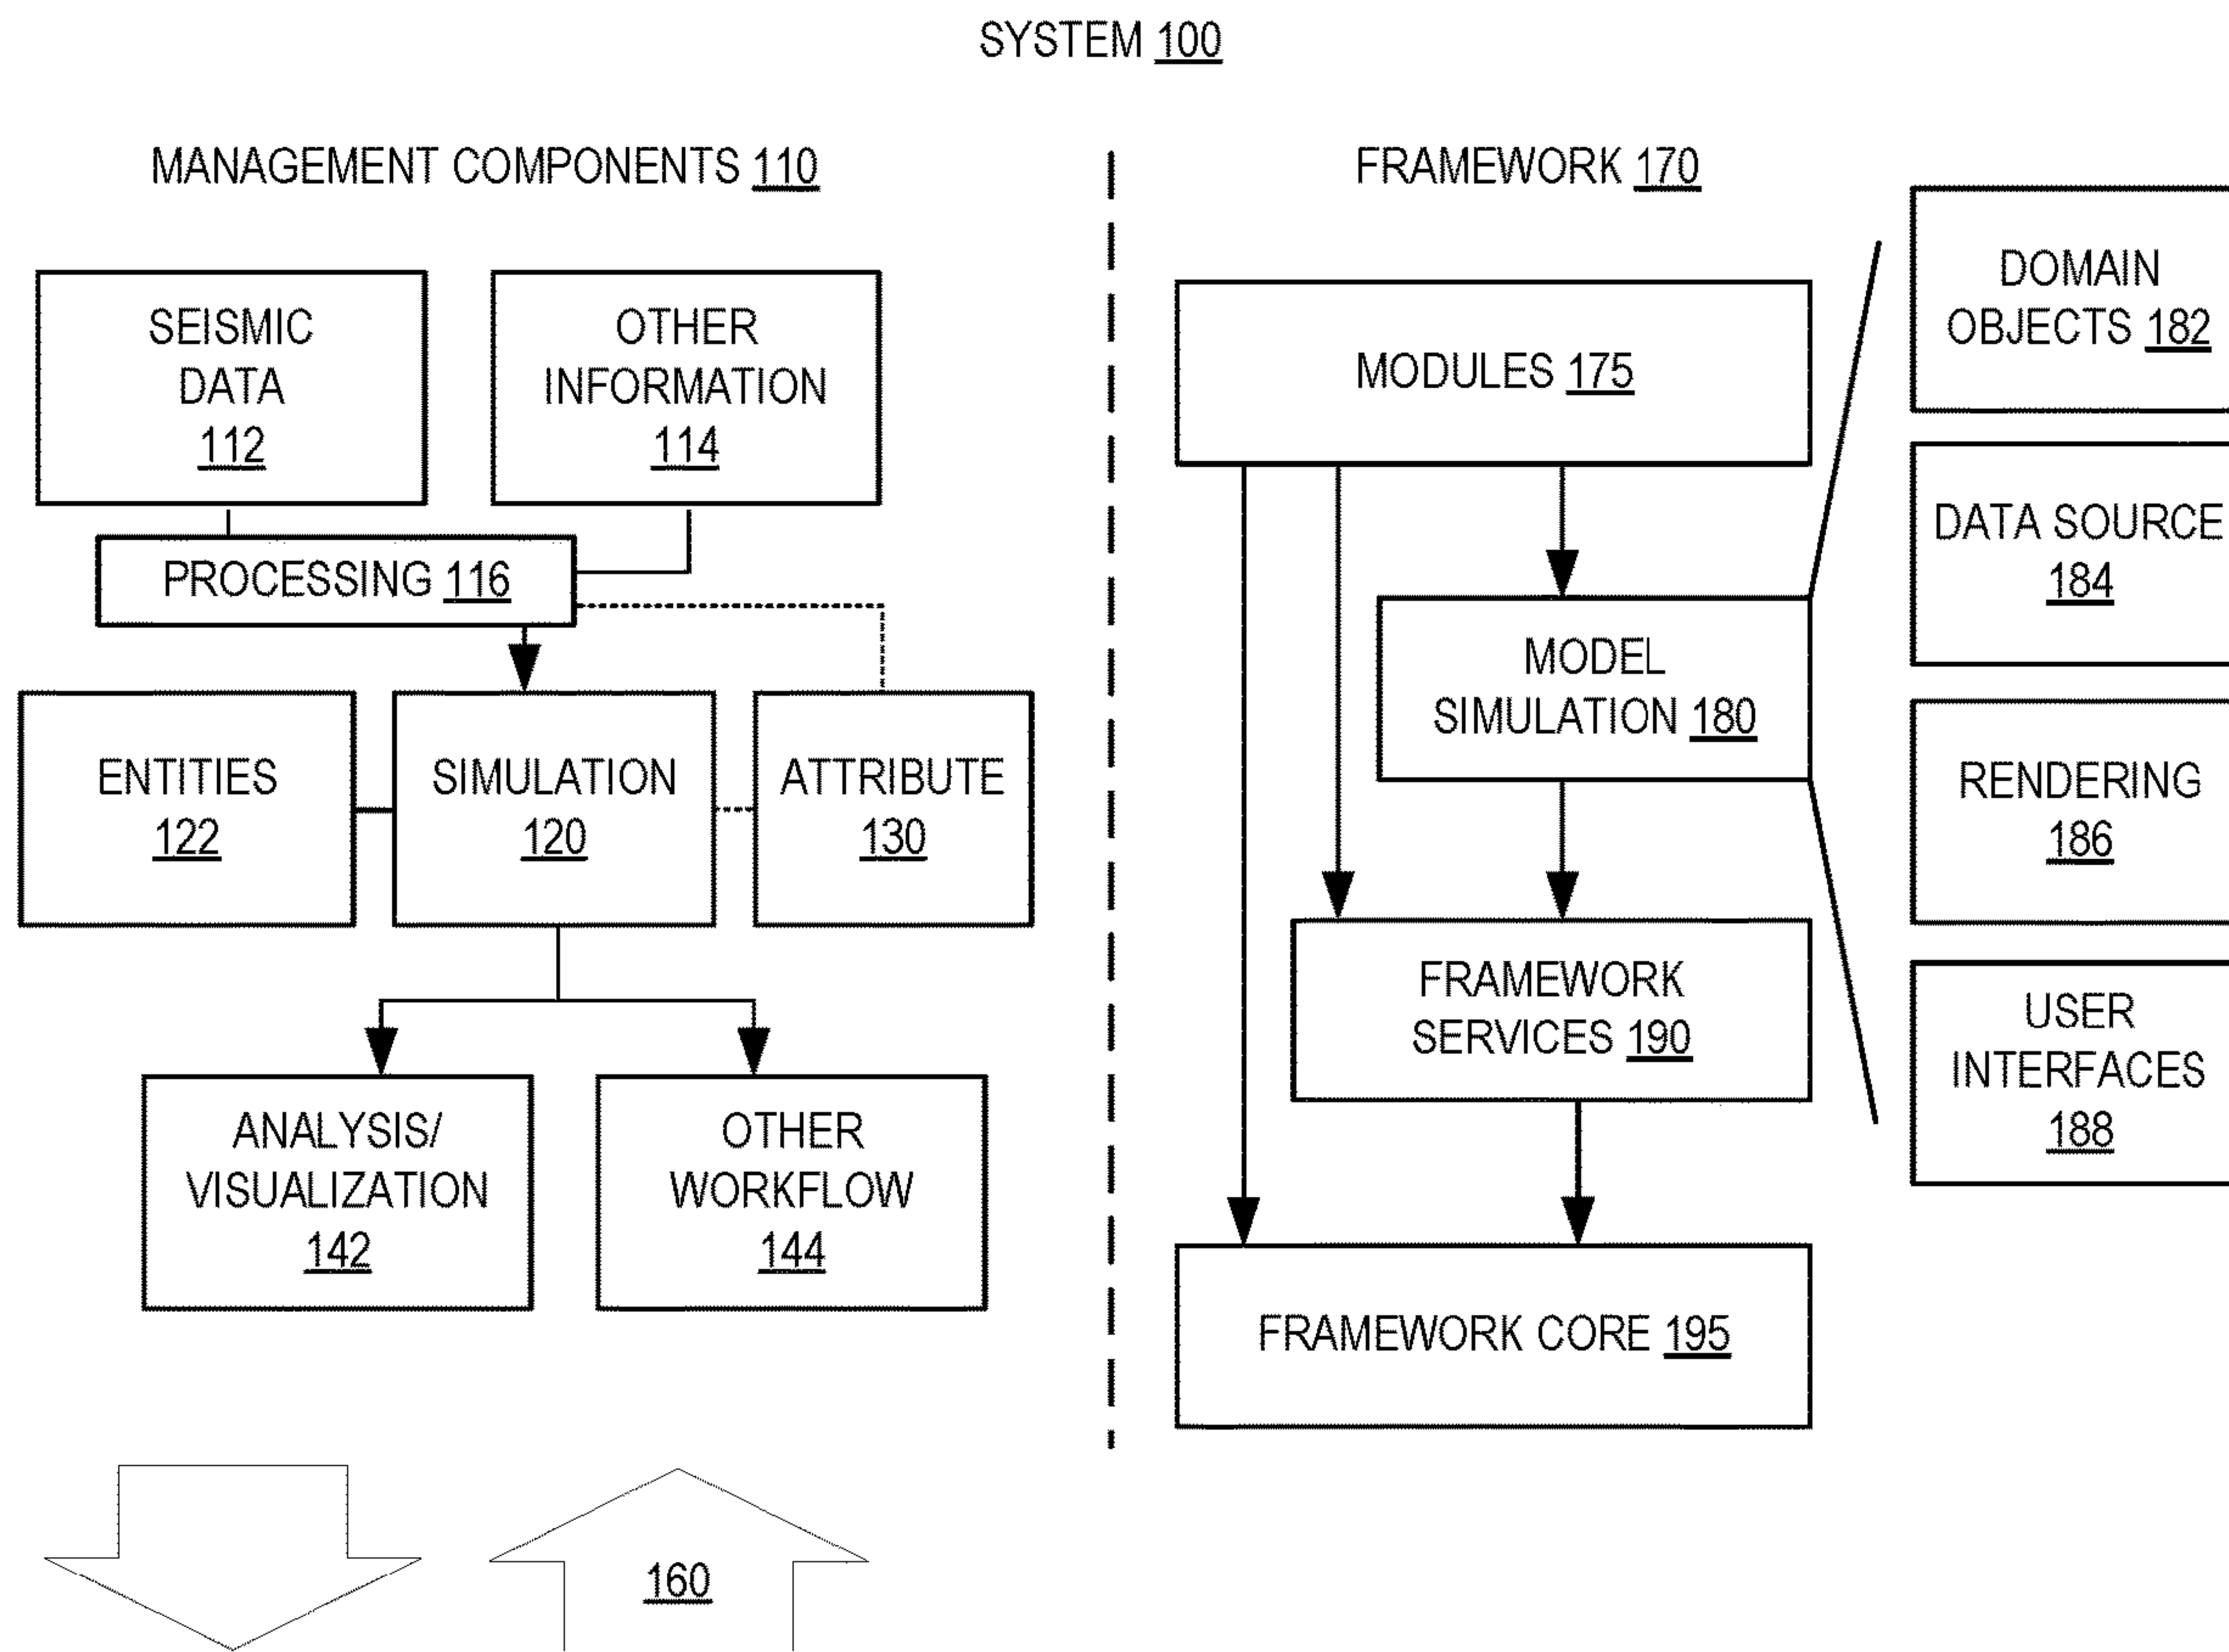 SYSTEM 100
MANAGEMENT COMPONENTS 110
SEISMIC
DATA
112
OTHER
INFORMATION
114
PROCESSING 116
ENTITIES
122
SIMULATION
120
ATTRIBUTE
130
ANALYSIS/
VISUALIZATION
142
OTHER
WORKFLOW
144
160
FRAMEWORK 170
MODULES 175
MODEL
SIMULATION 180
FRAMEWORK
SERVICES 190
FRAMEWORK CORE 195
DOMAIN
OBJECTS 182
DATA SOURCE
184
RENDERING
186
USER
INTERFACES
188